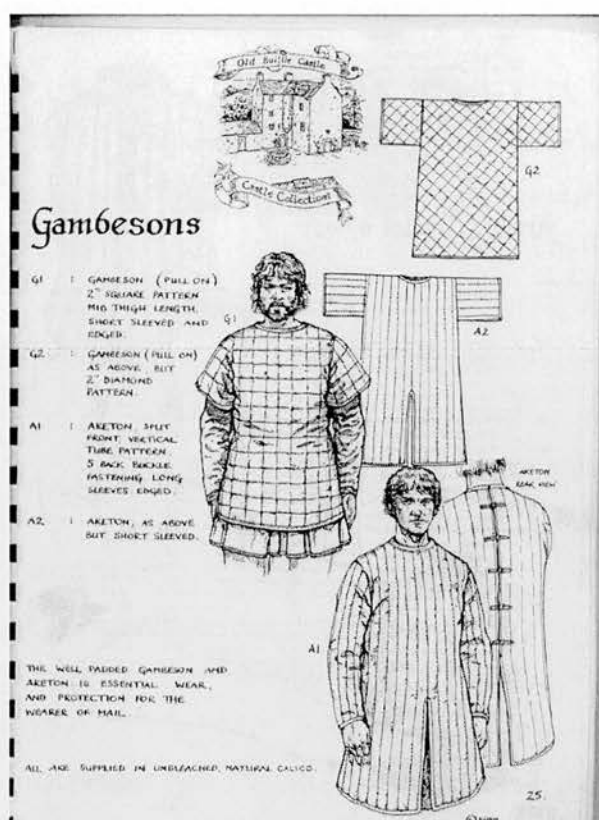 Old Buittle Castle
Castle Collection
G2
Gambesons
G1 : GAMBESON (PULL ON)
2" SQUARE PATTERN
MID THIGH LENGTH,
SHORT SLEEVED AND
EDGED.
G2 : GAMBESON (PULL ON)
AS ABOVE, BUT
2" DIAMOND
PATTERN.
A1 : AKETON, SPLIT
FRONT, VERTICAL
TUBE PATTERN.
5 BACK BUCKLE
FASTENING LONG
SLEEVES EDGED.
A2 : AKETON, AS ABOVE
BUT SHORT SLEEVED.
G1
A2
AKETON
REAR VIEW
A1
THE WELL PADDED GAMBESON AND
AKETON IS ESSENTIAL WEAR,
AND PROTECTION FOR THE
WEARER OF MAIL.
ALL ARE SUPPLIED IN UNBLEACHED, NATURAL CALICO.
25.